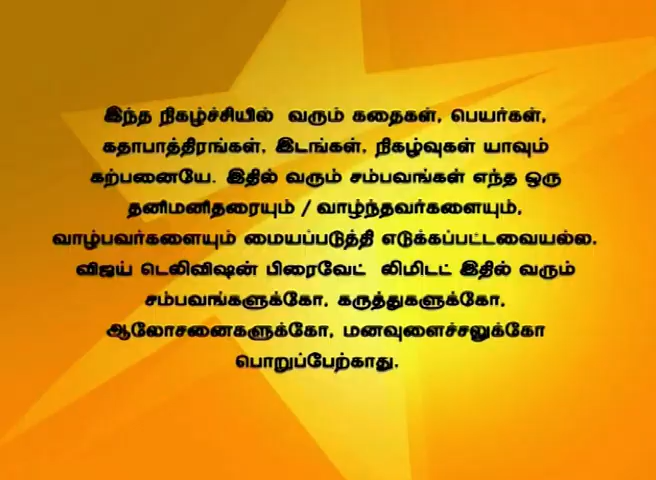 இந்த நிகழ்ச்சியில் வரும் கதைகள், பெயர்கள்,
கதாபாத்திரங்கள், இடங்கள், நிகழ்வுகள் யாவும்
கற்பனையே. இதில் வரும் சம்பவங்கள் எந்த ஒரு
தனிமனிதரையும் / வாழ்ந்தவர்களையும்,
வாழ்பவர்களையும் மையப்படுத்தி எடுக்கப்பட்டவையல்ல.
விஜய் டெலிவிஷன் பிரைவேட் லிமிடட் இதில் வரும்
சம்பவங்களுக்கோ, கருத்துகளுக்கோ,
ஆலோசனைகளுக்கோ, மனவுளைச்சலுக்கோ
பொறுப்பேற்காது.